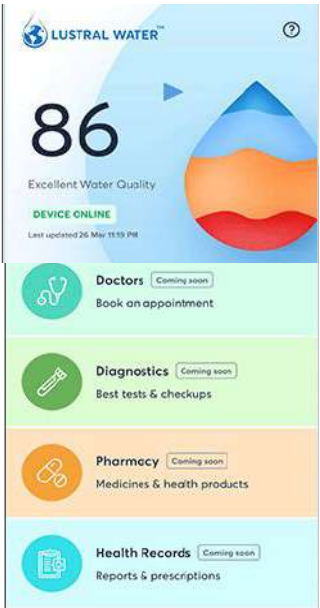 LUSTRAL WATER™
86
Excellent Water Quality
DEVICE ONLINE
Last updated 26 May 11:19 PM
Doctors Coming soon
Book an appointment
Diagnostics Coming soon
Best tests & checkups
Pharmacy Coming soon
Medicines & health products
Health Records Coming soon
Reports & prescriptions